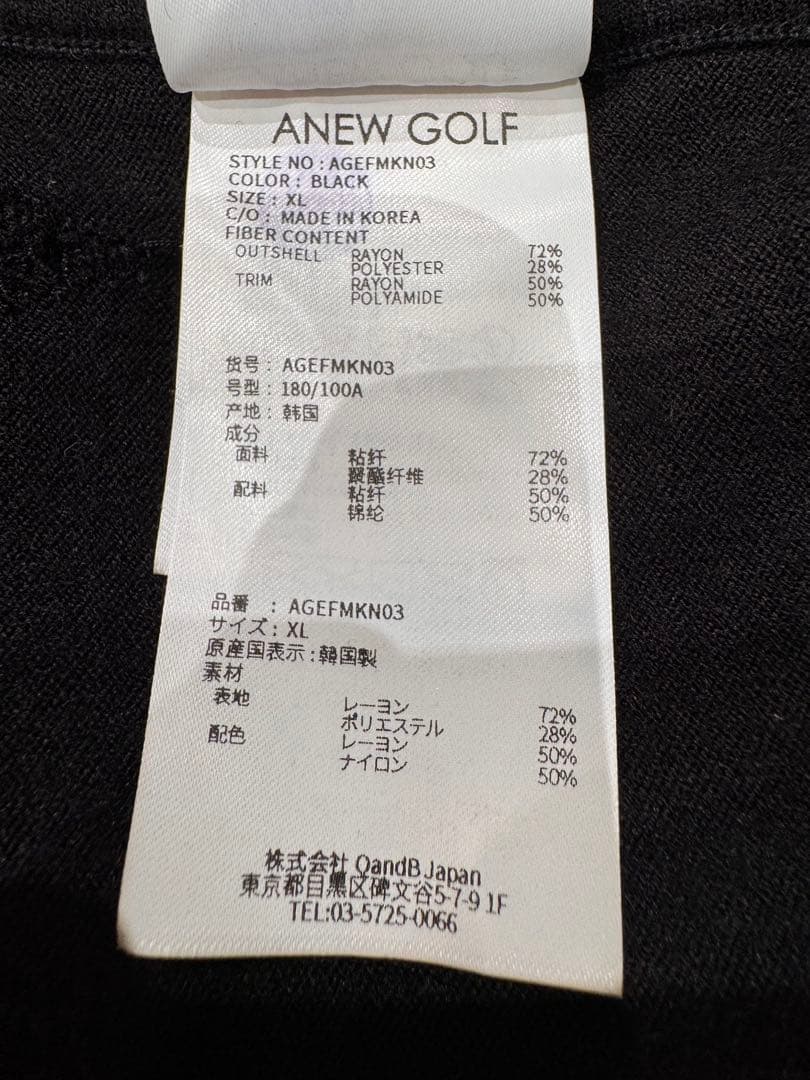 ANEW GOLF
STYLE NO : AGEFMKN03
COLOR : BLACK
SIZE : XL
C/O : MADE IN KOREA
FIBER CONTENT
OUTSHELL RAYON 72%
POLYESTER 28%
TRIM RAYON 50%
POLYAMIDE 50%
货号 : AGEFMKN03
号型 : 180/100A
产地 : 韩国
成分
面料 粘纤 72%
聚酯纤维 28%
配料 粘纤 50%
锦纶 50%
品番 : AGEFMKN03
サイズ : XL
原産国表示 : 韓国製
素材
表地 レーヨン 72%
ポリエステル 28%
配色 レーヨン 50%
ナイロン 50%
株式会社 QandB Japan
東京都目黒区碑文谷5-7-9 1F
TEL:03-5725-0066